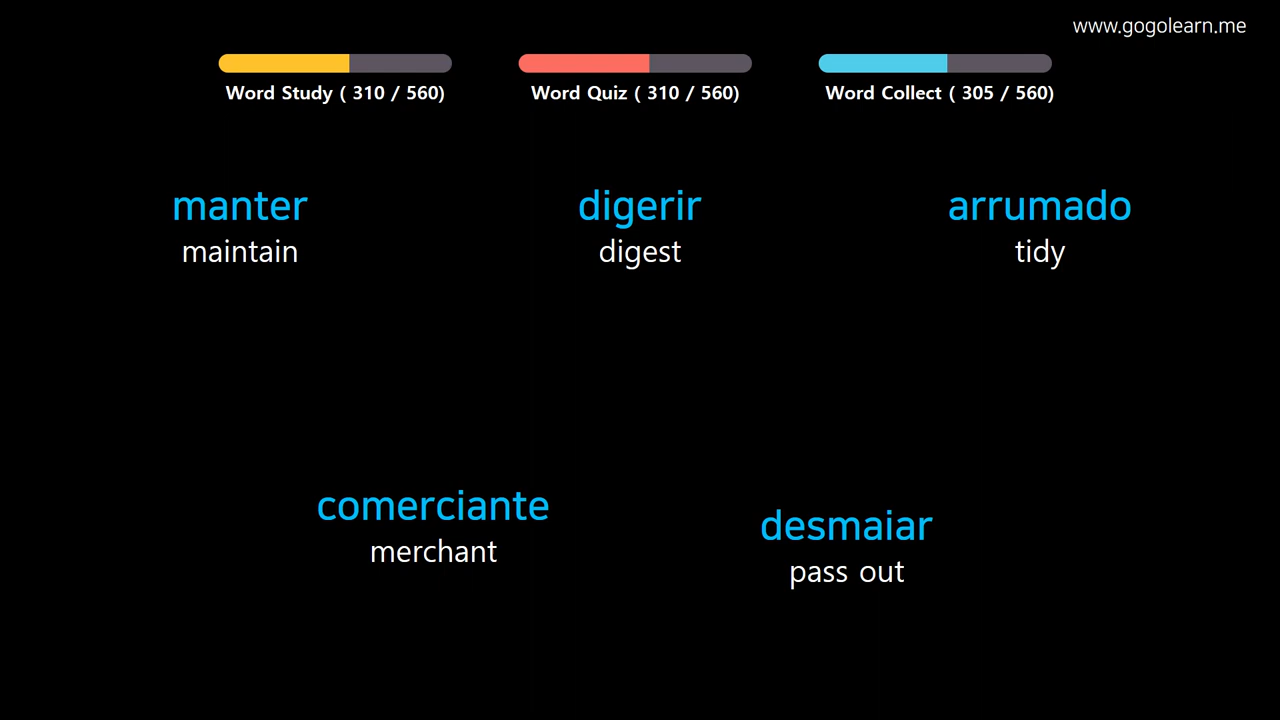 www.gogolearn.me
Word Study ( 310 / 560)
Word Quiz ( 310 / 560)
Word Collect ( 305 / 560)
manter
maintain
digerir
digest
arrumado
tidy
comerciante
merchant
desmaiar
pass out